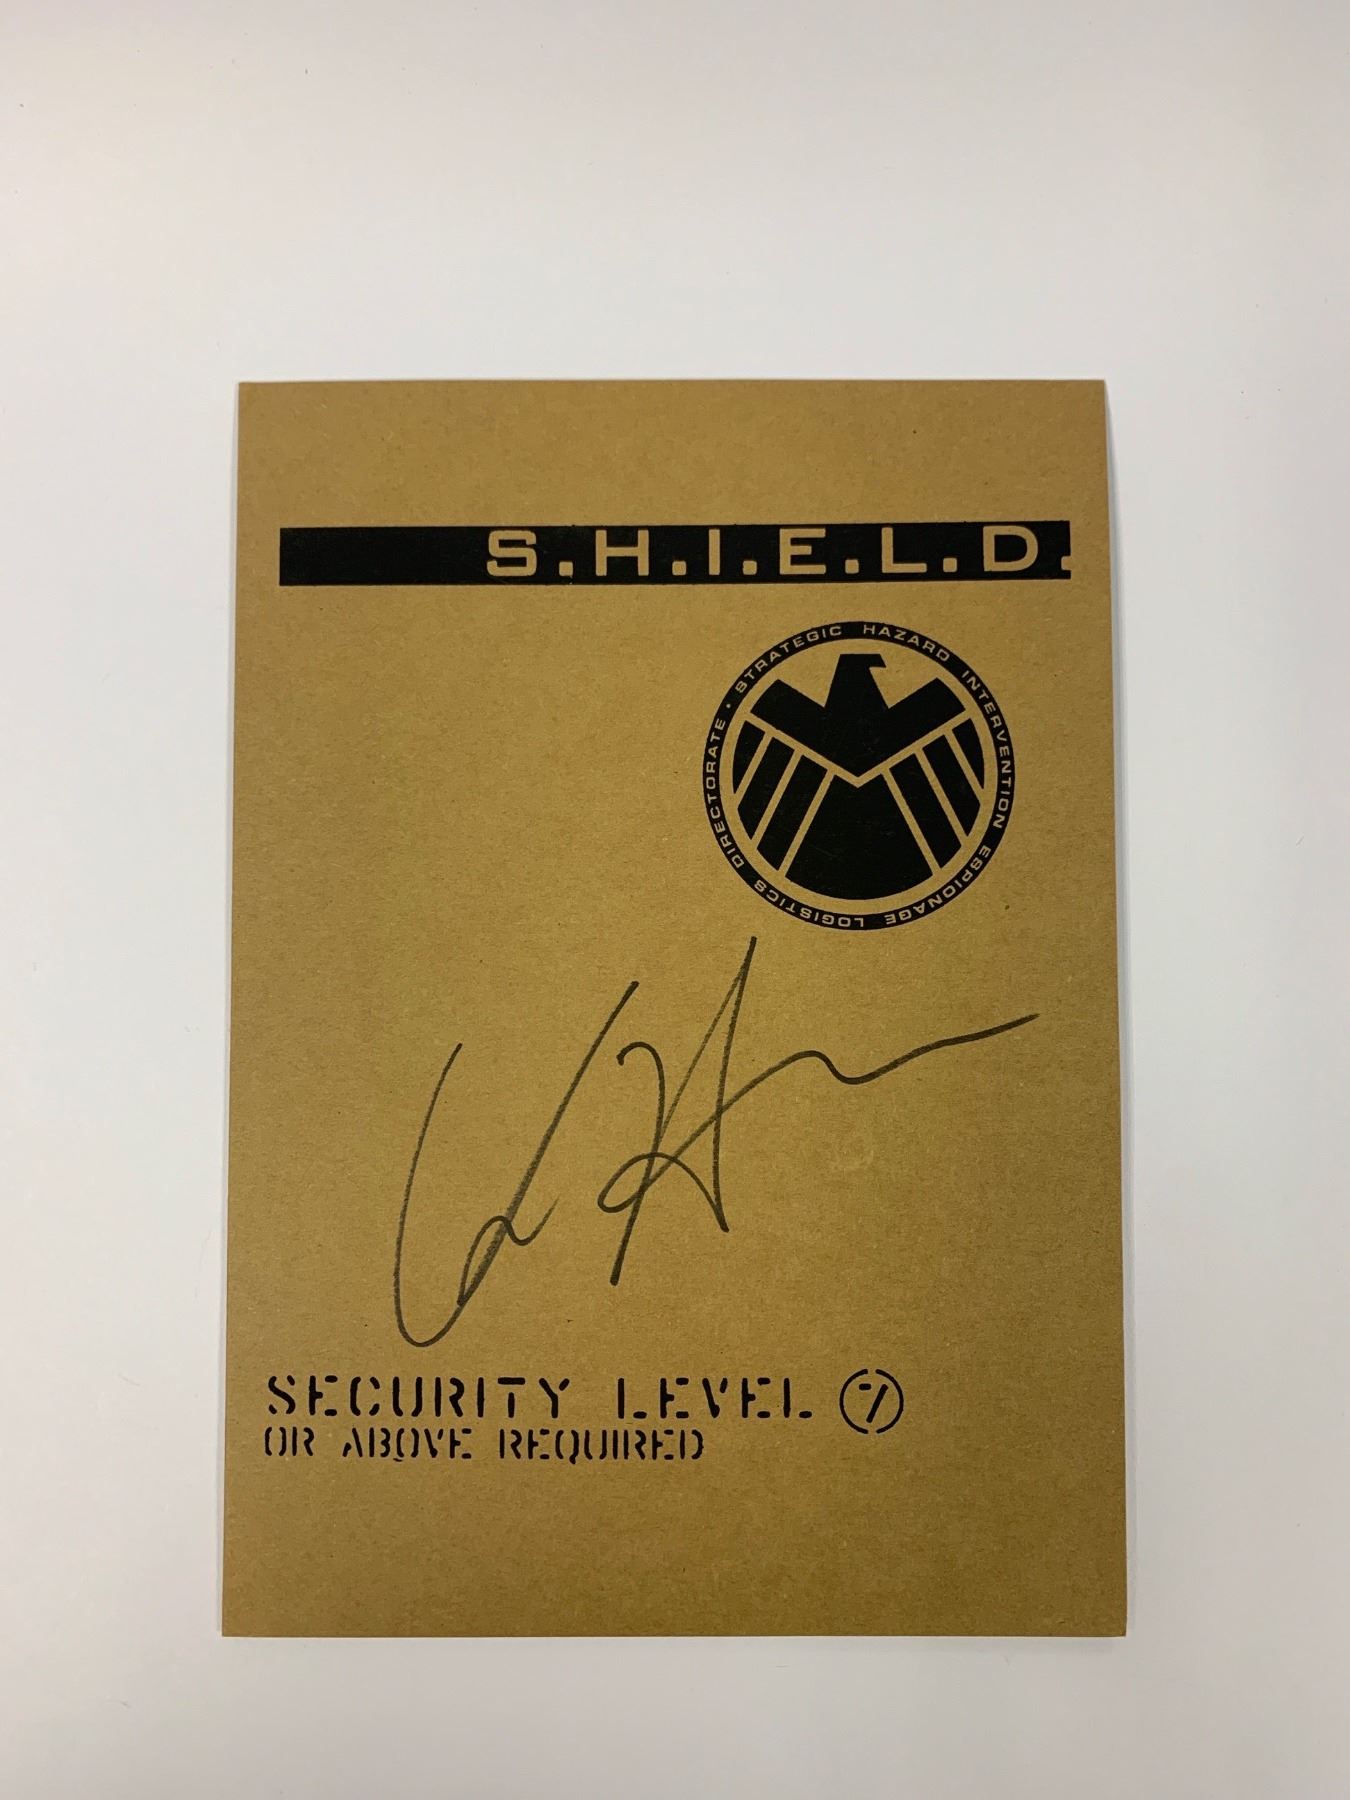 S.H.I.E.L.D.
STRATEGIC HAZARD INTERVENTION ESPIONAGE LOGISTICS DIRECTORATE •
SECURITY LEVEL 7
OR ABOVE REQUIRED